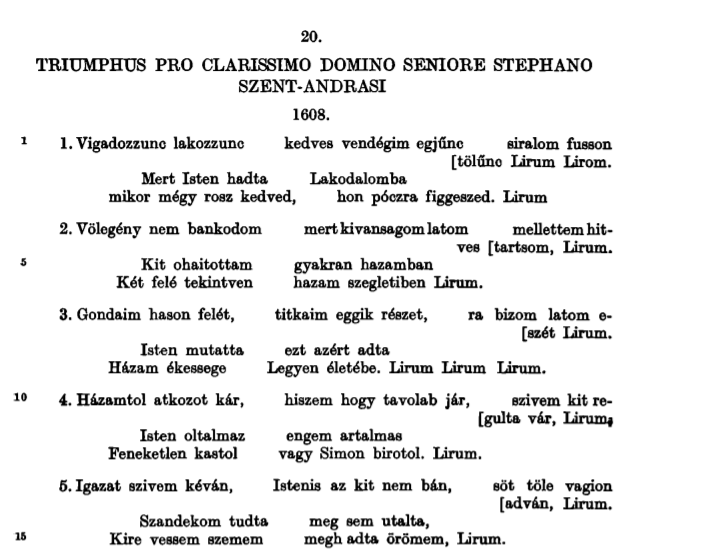 20.
TRIUMPHUS PRO CLARISSIMO DOMINO SENIORE STEPHANO
SZENT-ANDRASI
1608.
1 1. Vigadozzunc lakozzunc kedves vendégim egjűnc siralom fusson
[tőlűnc Lirum Lirom.
Mert Isten hadta Lakodalomba
mikor mégy rosz kedved, hon póczra figgeszed. Lirum
2. Völegény nem bankodom mert kivansagom latom mellettem hit-
ves [tartsom, Lirum.
5 Kit ohaitottam gyakran hazamban
Két felé tekintven hazam szegletiben Lirum.
3. Gondaim hason felét, titkaim eggik részet, ra bizom latom e-
[szét Lirum.
Isten mutatta ezt azért adta
Házam ékessege Legyen életébe. Lirum Lirum Lirum.
10 4. Házamtol atkozot kár, hiszem hogy tavolab jár, szivem kit re-
[gulta vár, Lirum,
Isten oltalmaz engem artalmas
Feneketlen kastol vagy Simon birotol. Lirum.
5. Igazat szivem kéván, Istenis az kit nem bán, söt töle vagion
[adván, Lirum.
Szandekom tudta meg sem utalta,
15 Kire vessem szemem megh adta örömem, Lirum.